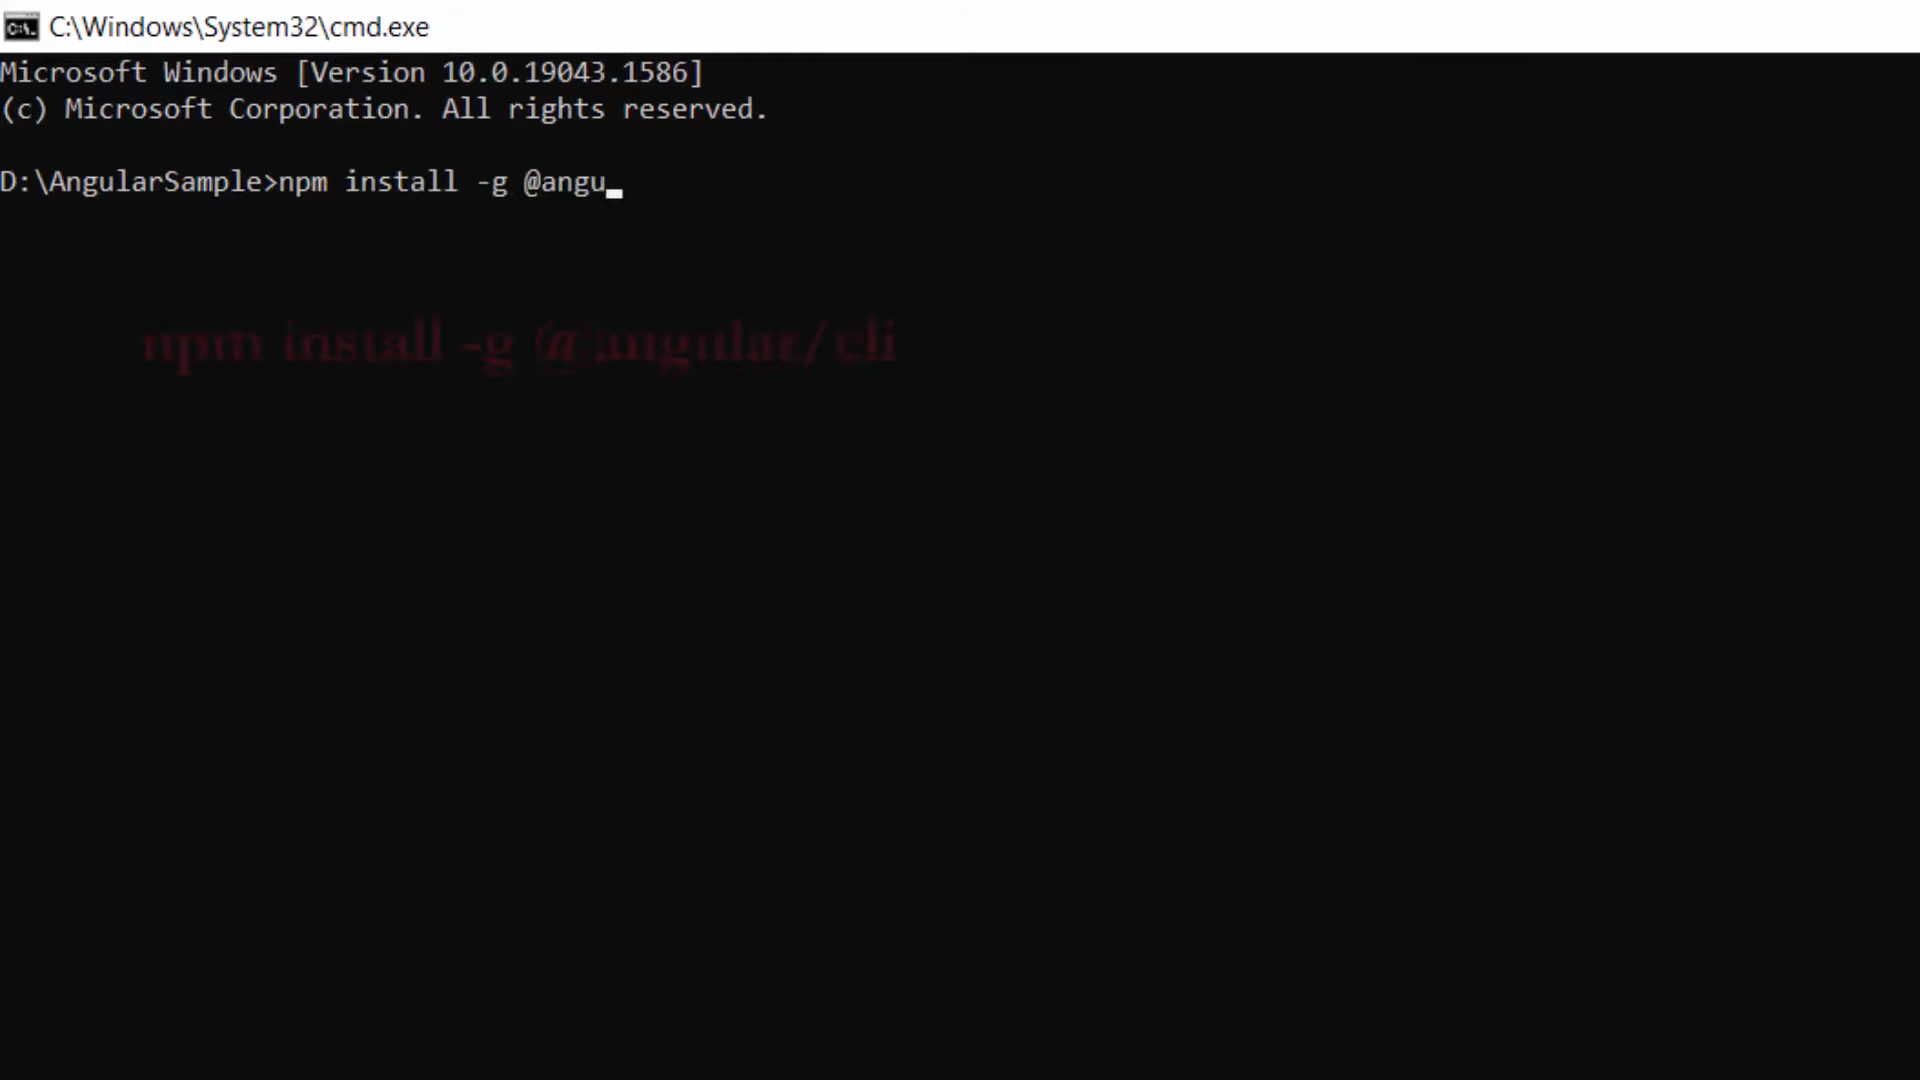 C:\Windows\System32\cmd.exe
Microsoft Windows [Version 10.0.19043.1586]
(c) Microsoft Corporation. All rights reserved.
D:\AngularSample>npm install -g @angu_
npm install -g @angular/cli